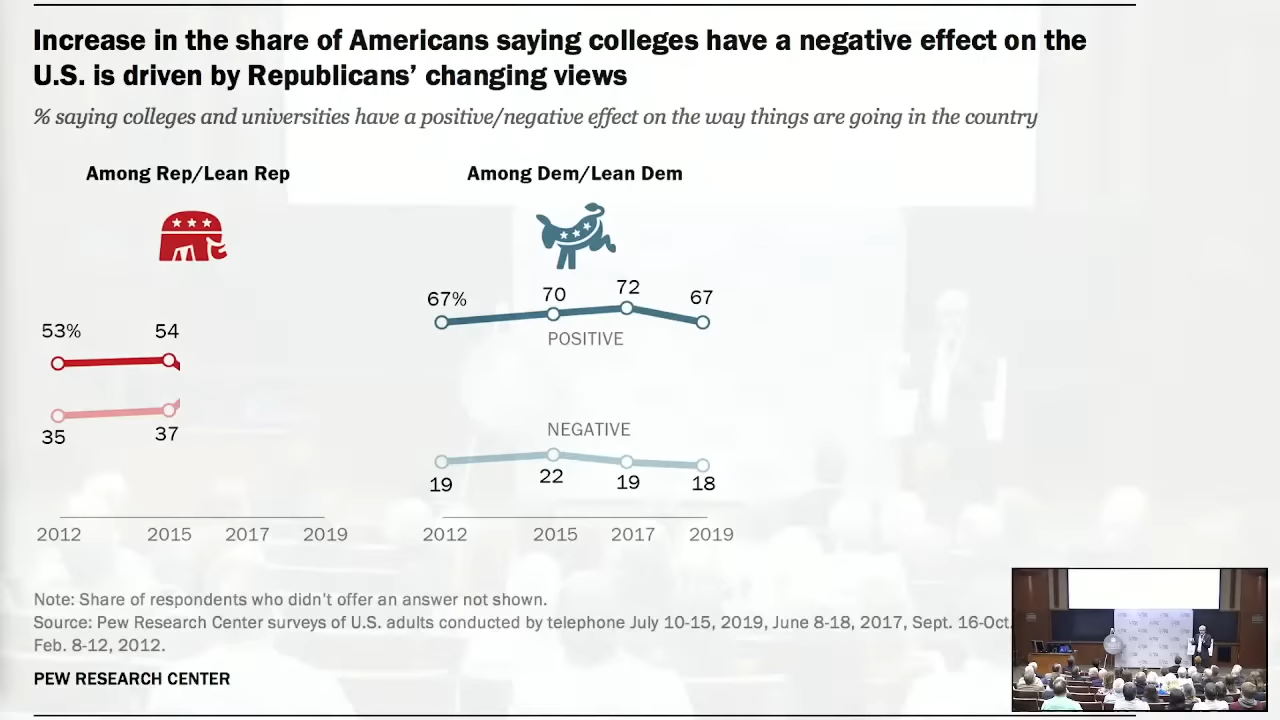 Increase in the share of Americans saying colleges have a negative effect on the
U.S. is driven by Republicans’ changing views
% saying colleges and universities have a positive/negative effect on the way things are going in the country
Among Rep/Lean Rep
53% 54
35 37
2012 2015 2017 2019
Among Dem/Lean Dem
67% 70 72 67
POSITIVE
NEGATIVE
19 22 19 18
2012 2015 2017 2019
Note: Share of respondents who didn’t offer an answer not shown.
Source: Pew Research Center surveys of U.S. adults conducted by telephone July 10-15, 2019, June 8-18, 2017, Sept. 16-Oct.
Feb. 8-12, 2012.
PEW RESEARCH CENTER